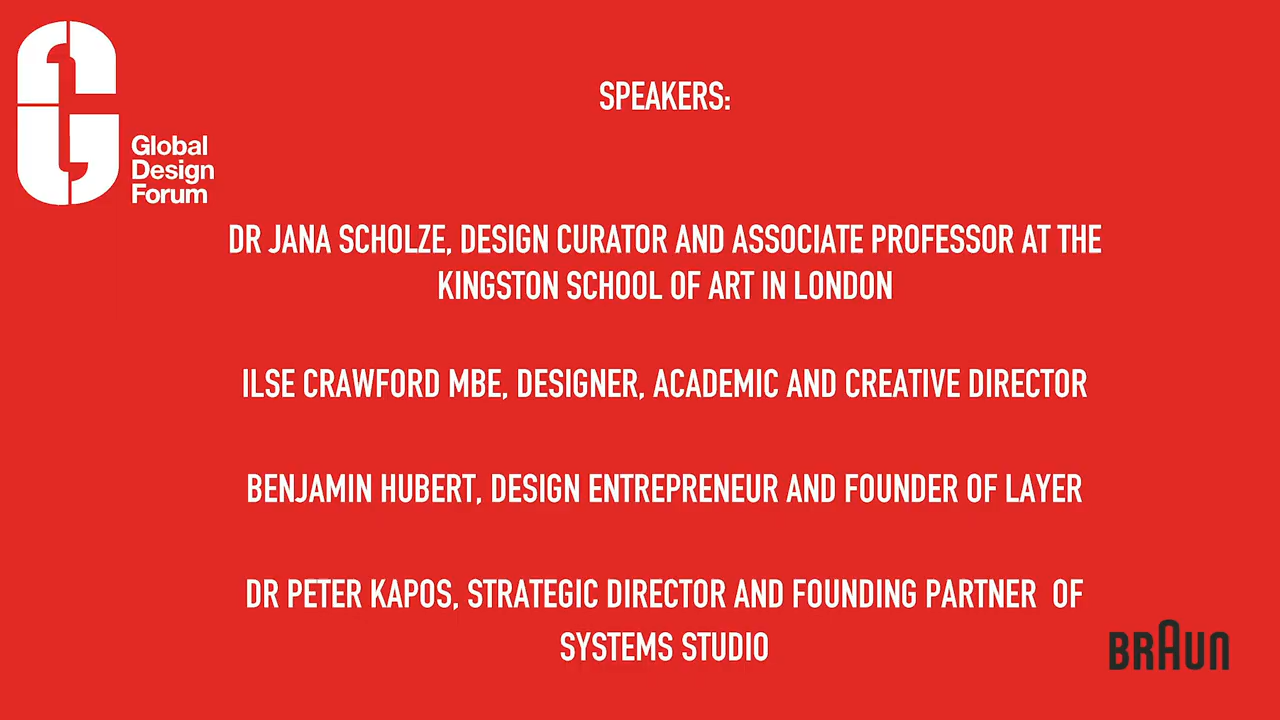 Global
Design
Forum
SPEAKERS:
DR JANA SCHOLZE, DESIGN CURATOR AND ASSOCIATE PROFESSOR AT THE
KINGSTON SCHOOL OF ART IN LONDON
ILSE CRAWFORD MBE, DESIGNER, ACADEMIC AND CREATIVE DIRECTOR
BENJAMIN HUBERT, DESIGN ENTREPRENEUR AND FOUNDER OF LAYER
DR PETER KAPOS, STRATEGIC DIRECTOR AND FOUNDING PARTNER OF
SYSTEMS STUDIO
BRAUN